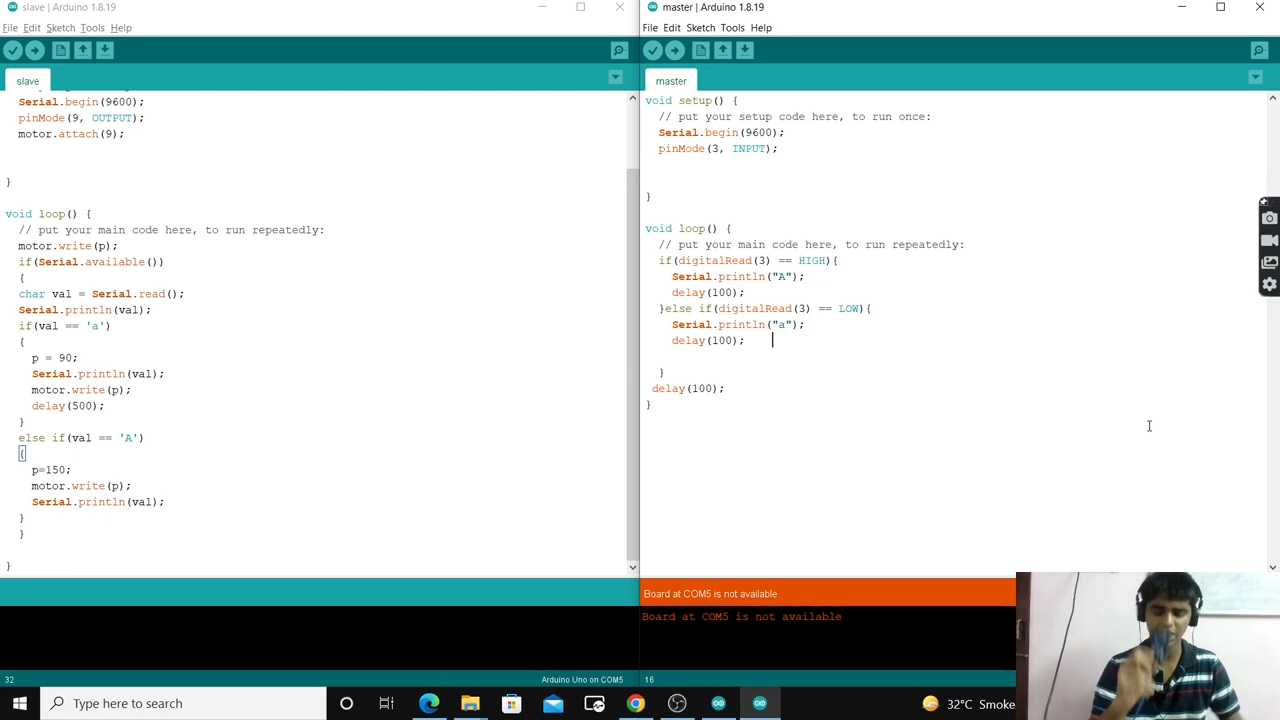 slave | Arduino 1.8.19
File Edit Sketch Tools Help
slave
Serial.begin(9600);
pinMode(9, OUTPUT);
motor.attach(9);
}
void loop() {
// put your main code here, to run repeatedly:
motor.write(p);
if(Serial.available())
{
char val = Serial.read();
Serial.println(val);
if(val == 'a')
{
p = 90;
Serial.println(val);
motor.write(p);
delay(500);
}
else if(val == 'A')
{
p=150;
motor.write(p);
Serial.println(val);
}
}
}
32
Arduino Uno on COM5
master | Arduino 1.8.19
File Edit Sketch Tools Help
master
void setup() {
// put your setup code here, to run once:
Serial.begin(9600);
pinMode(3, INPUT);
}
void loop() {
// put your main code here, to run repeatedly:
if(digitalRead(3) == HIGH){
Serial.println("A");
delay(100);
}else if(digitalRead(3) == LOW){
Serial.println("a");
delay(100);
}
delay(100);
}
Board at COM5 is not available
Board at COM5 is not available
16
Type here to search
32°C Smoke